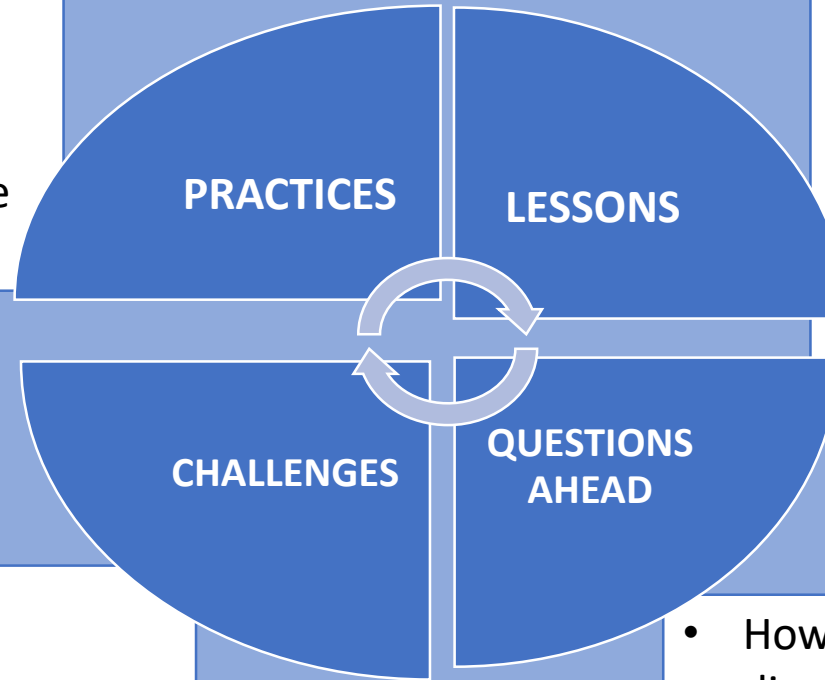 PRACTICES
LESSONS
CHALLENGES
QUESTIONS
AHEAD
• How